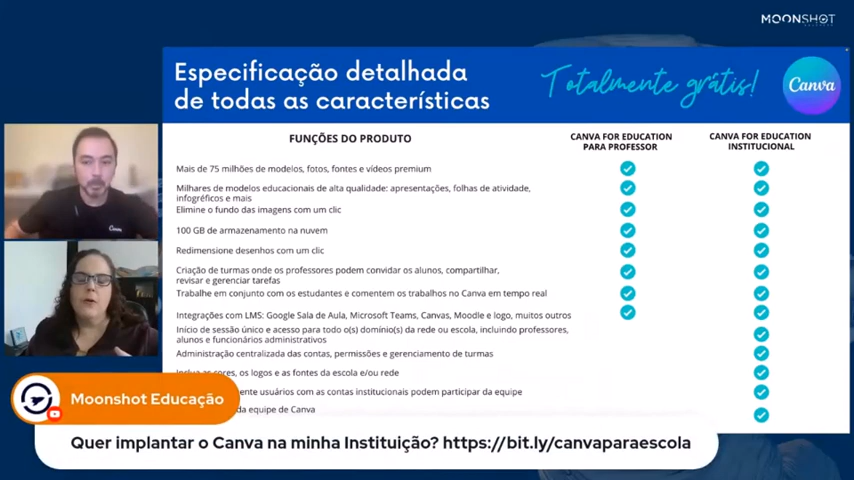 MOONSHOT
Especificação detalhada
de todas as características
Totalmente grátis!
Canva
FUNÇÕES DO PRODUTO
CANVA FOR EDUCATION
PARA PROFESSOR
CANVA FOR EDUCATION
INSTITUCIONAL
Mais de 75 milhões de modelos, fotos, fontes e vídeos premium
Milhares de modelos educacionais de alta qualidade: apresentações, folhas de atividade,
infográficos e mais
Elimine o fundo das imagens com um clic
100 GB de armazenamento na nuvem
Redimensione desenhos com um clic
Criação de turmas onde os professores podem convidar os alunos, compartilhar,
revisar e gerenciar tarefas
Trabalhe em conjunto com os estudantes e comentem os trabalhos no Canva em tempo real
Integrações com LMS: Google Sala de Aula, Microsoft Teams, Canvas, Moodle e logo, muitos outros
Início de sessão único e acesso para todo o(s) domínio(s) da rede ou escola, incluindo professores,
alunos e funcionários administrativos
Administração centralizada das contas, permissões e gerenciamento de turmas
Inclua as cores, os logos e as fontes da escola e/ou rede
usuários com as contas institucionais podem participar da equipe
da equipe de Canva
Canva
Moonshot Educação
Quer implantar o Canva na minha Instituição? https://bit.ly/canvaparaescola